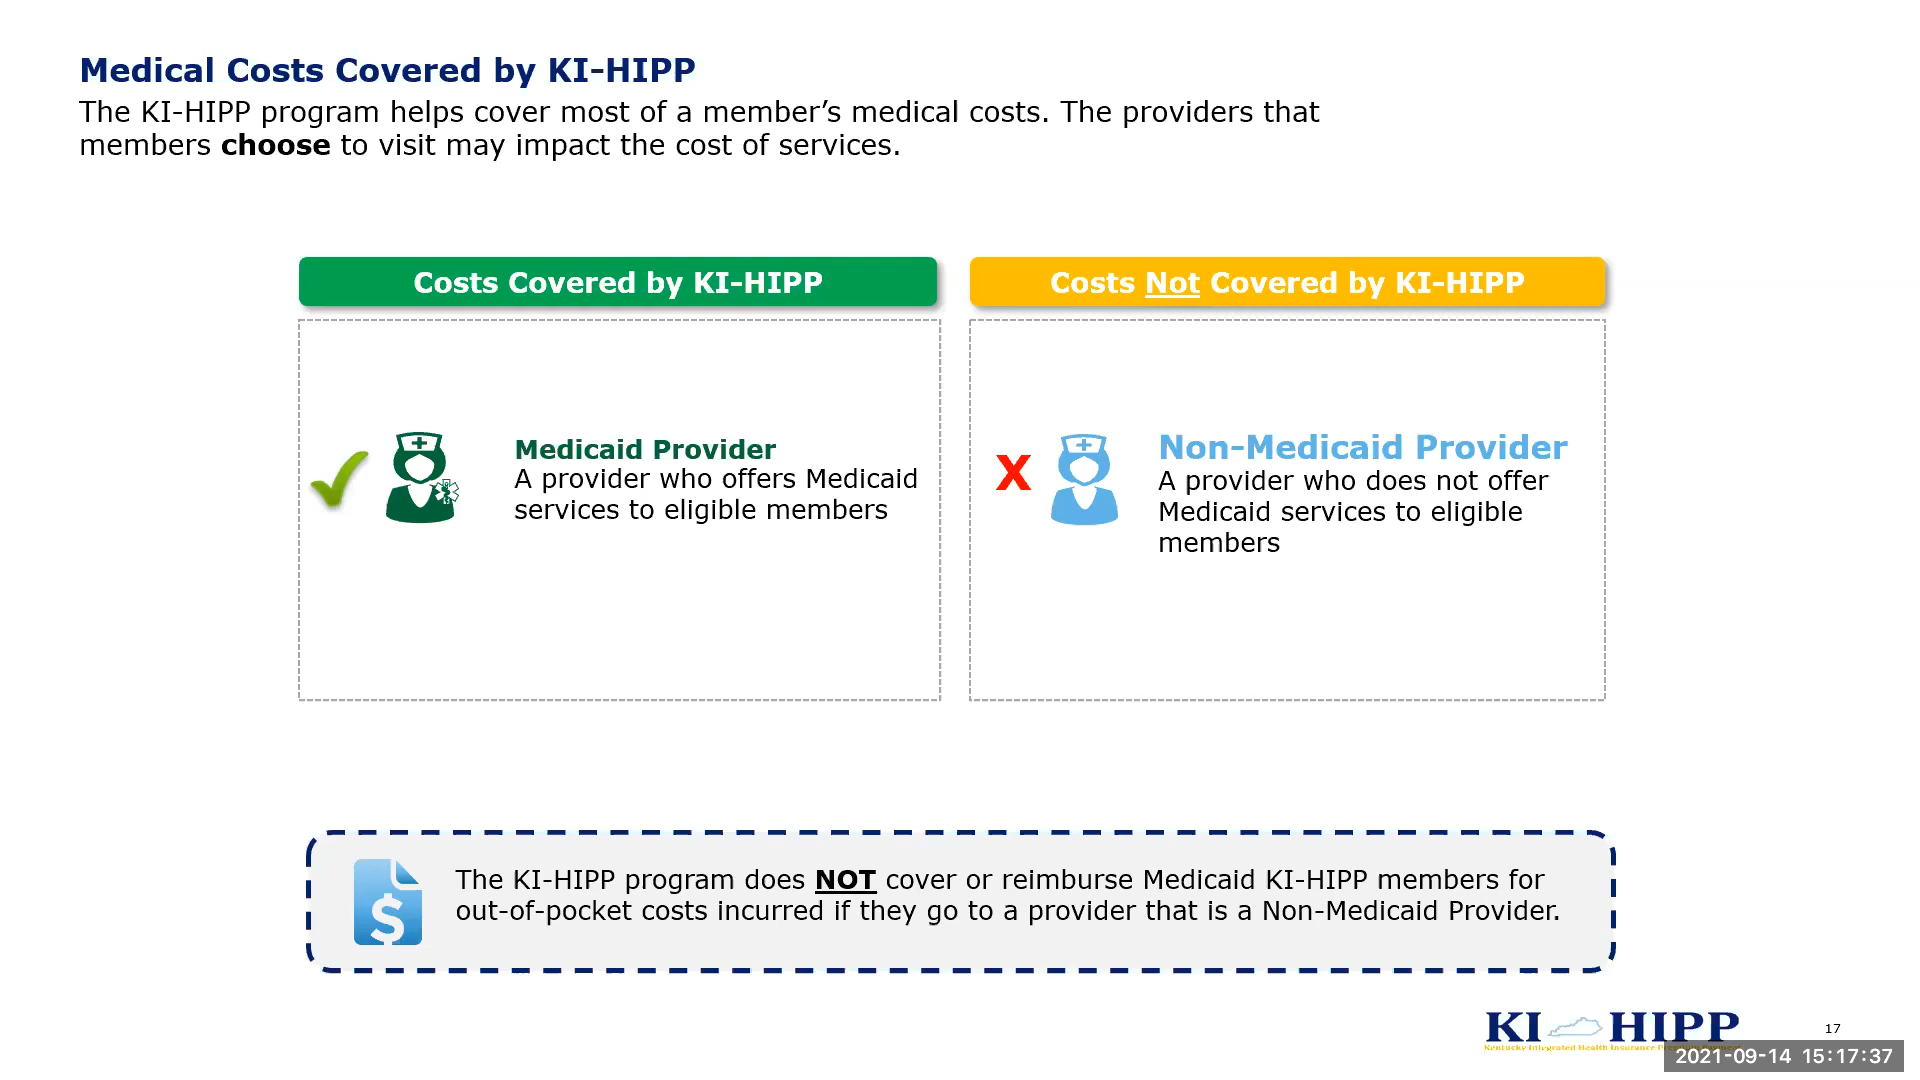 Medical Costs Covered by KI-HIPP
The KI-HIPP program helps cover most of a member’s medical costs. The providers that
members choose to visit may impact the cost of services.
Costs Covered by KI-HIPP
Costs Not Covered by KI-HIPP
Medicaid Provider
A provider who offers Medicaid
services to eligible members
X
Non-Medicaid Provider
A provider who does not offer
Medicaid services to eligible
members
$
The KI-HIPP program does NOT cover or reimburse Medicaid KI-HIPP members for
out-of-pocket costs incurred if they go to a provider that is a Non-Medicaid Provider.
KI HIPP
Kentucky Integrated Health Insurance
17
2021-09-14 15:17:37